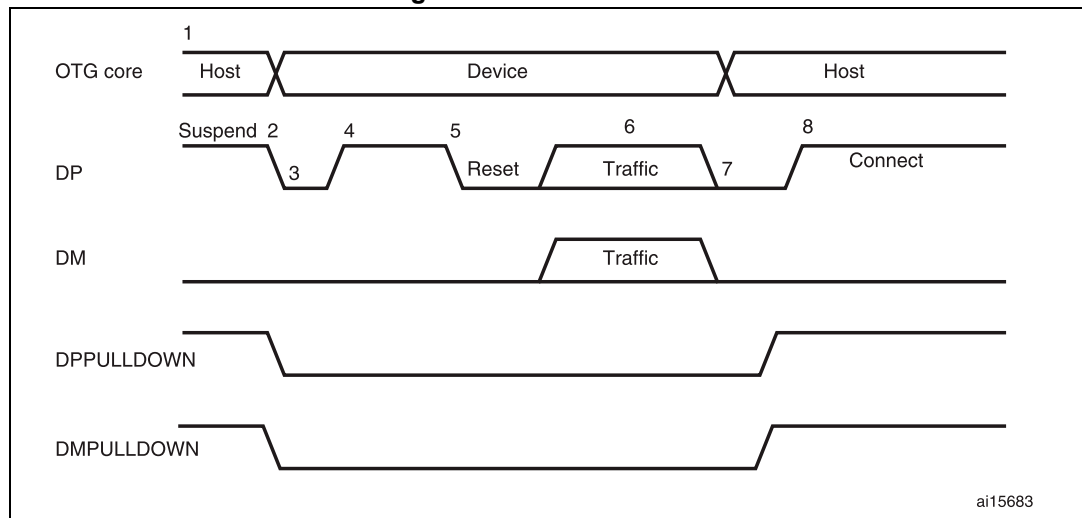 1
OTG core Host Device Host
Suspend 2 4 5 6 8
DP 3 Reset Traffic 7 Connect
DM Traffic
DPPULLDOWN
DMPULLDOWN
ai15683